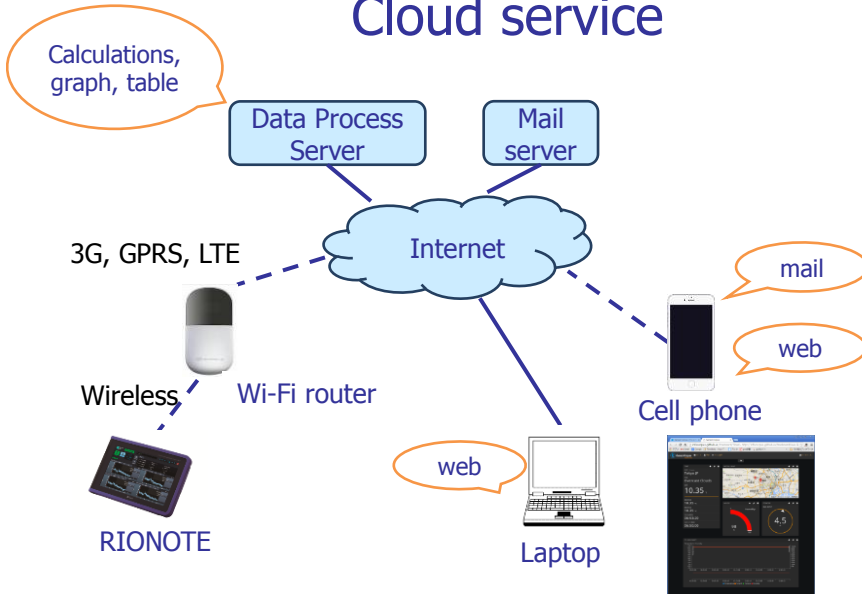 Cloud service
Calculations,
graph, table
Data Process
Server
Mail
server
Internet
3G, GPRS, LTE
mail
web
Wireless
Wi-Fi router
Cell phone
web
RIONOTE
Laptop
10.35
4,5